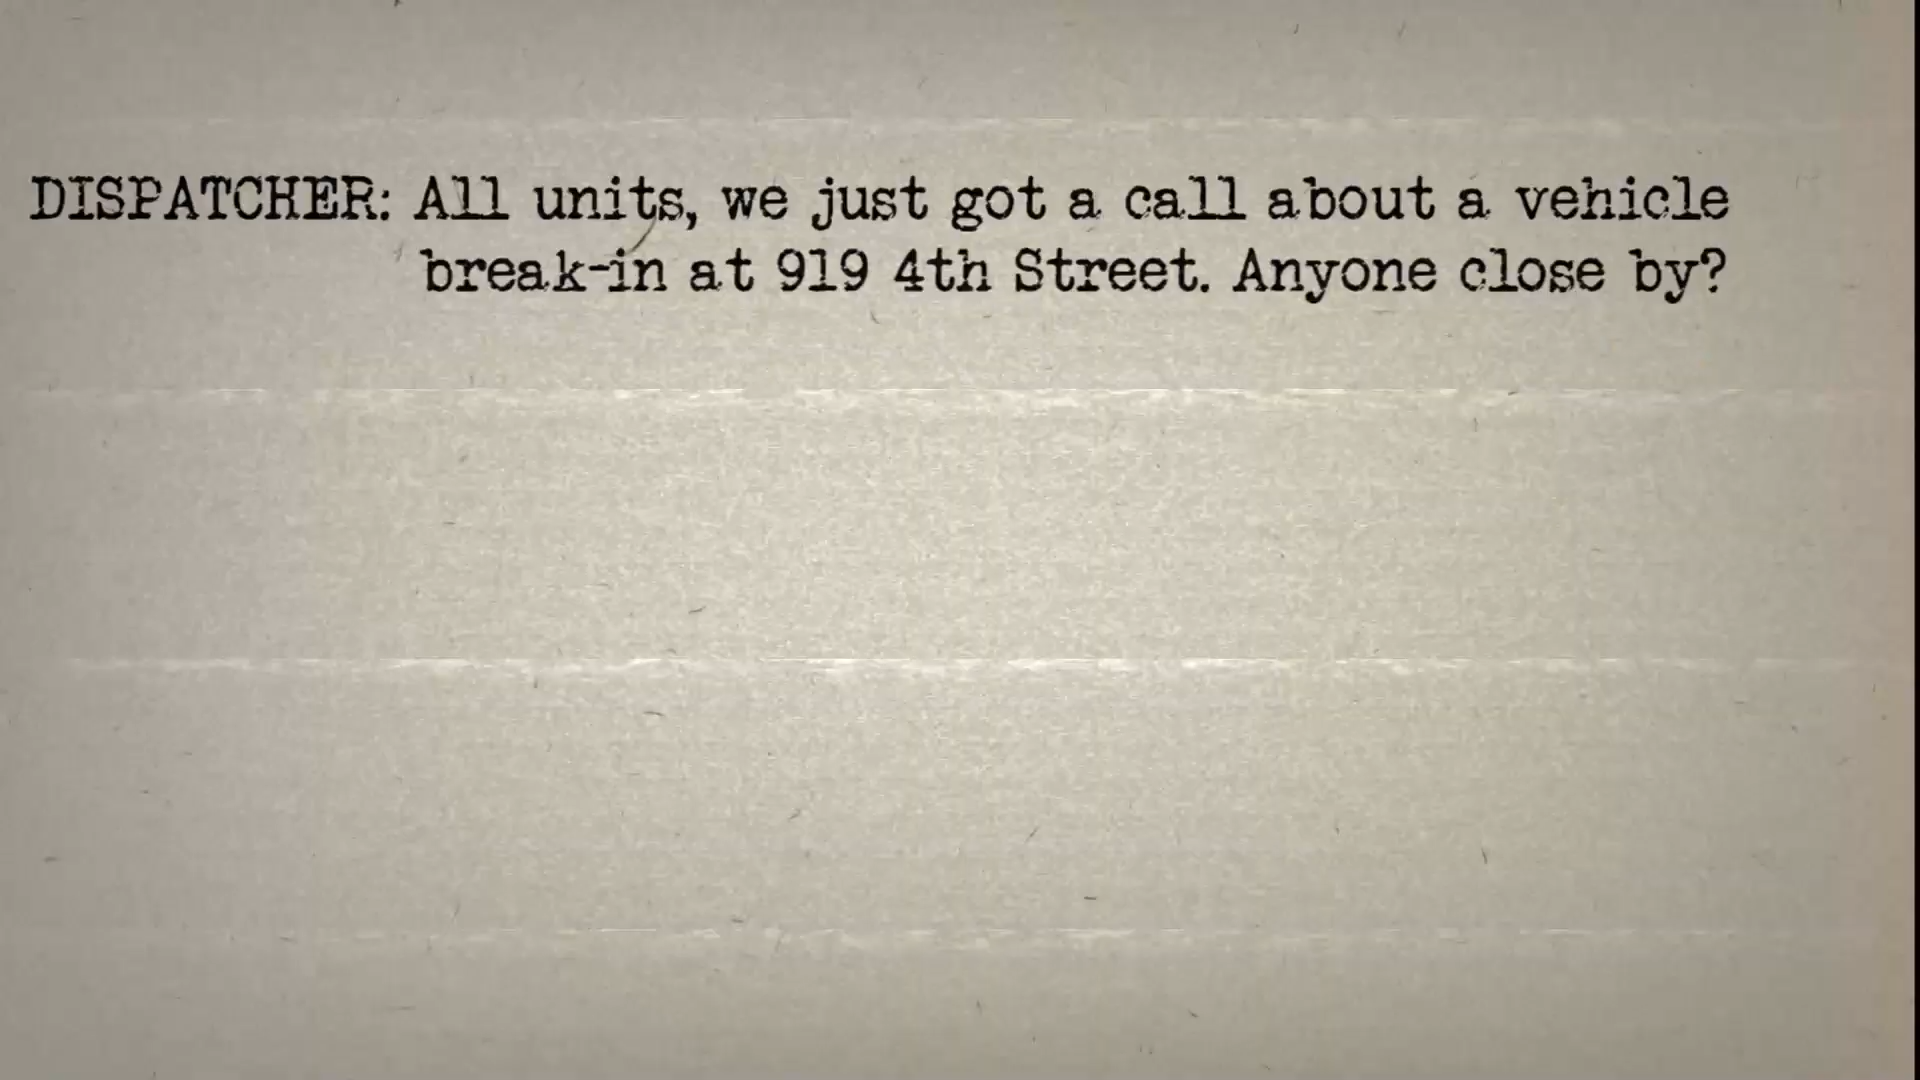 DISPATCHER: All units, we just got a call about a vehicle
break-in at 919 4th Street. Anyone close by?